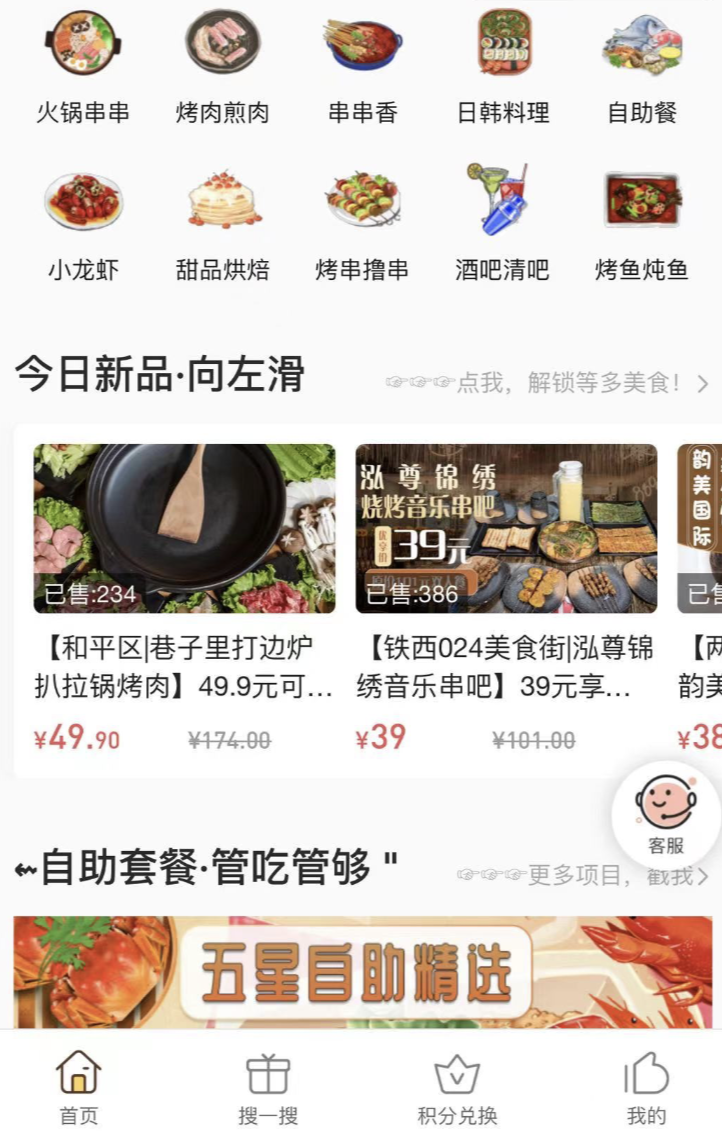 火锅串串 烤肉煎肉 串串香 日韩料理 自助餐
小龙虾 甜品烘焙 烤串撸串 酒吧清吧 烤鱼炖鱼
今日新品·向左滑
☞☞☞点我，解锁等多美食！ >
泓尊锦绣
烧烤音乐串吧
优享价
39元
韵美国际
已售:234
已售:386
已售
【和平区|巷子里打边炉
扒拉锅烤肉】49.9元可…
¥49.90 ¥174.00
【铁西024美食街|泓尊锦
绣音乐串吧】39元享…
¥39 ¥101.00
【两
韵美
¥38
客服
⇜自助套餐·管吃管够 "
☞☞☞更多项目，戳我 >
五星自助精选
首页 搜一搜 积分兑换 我的